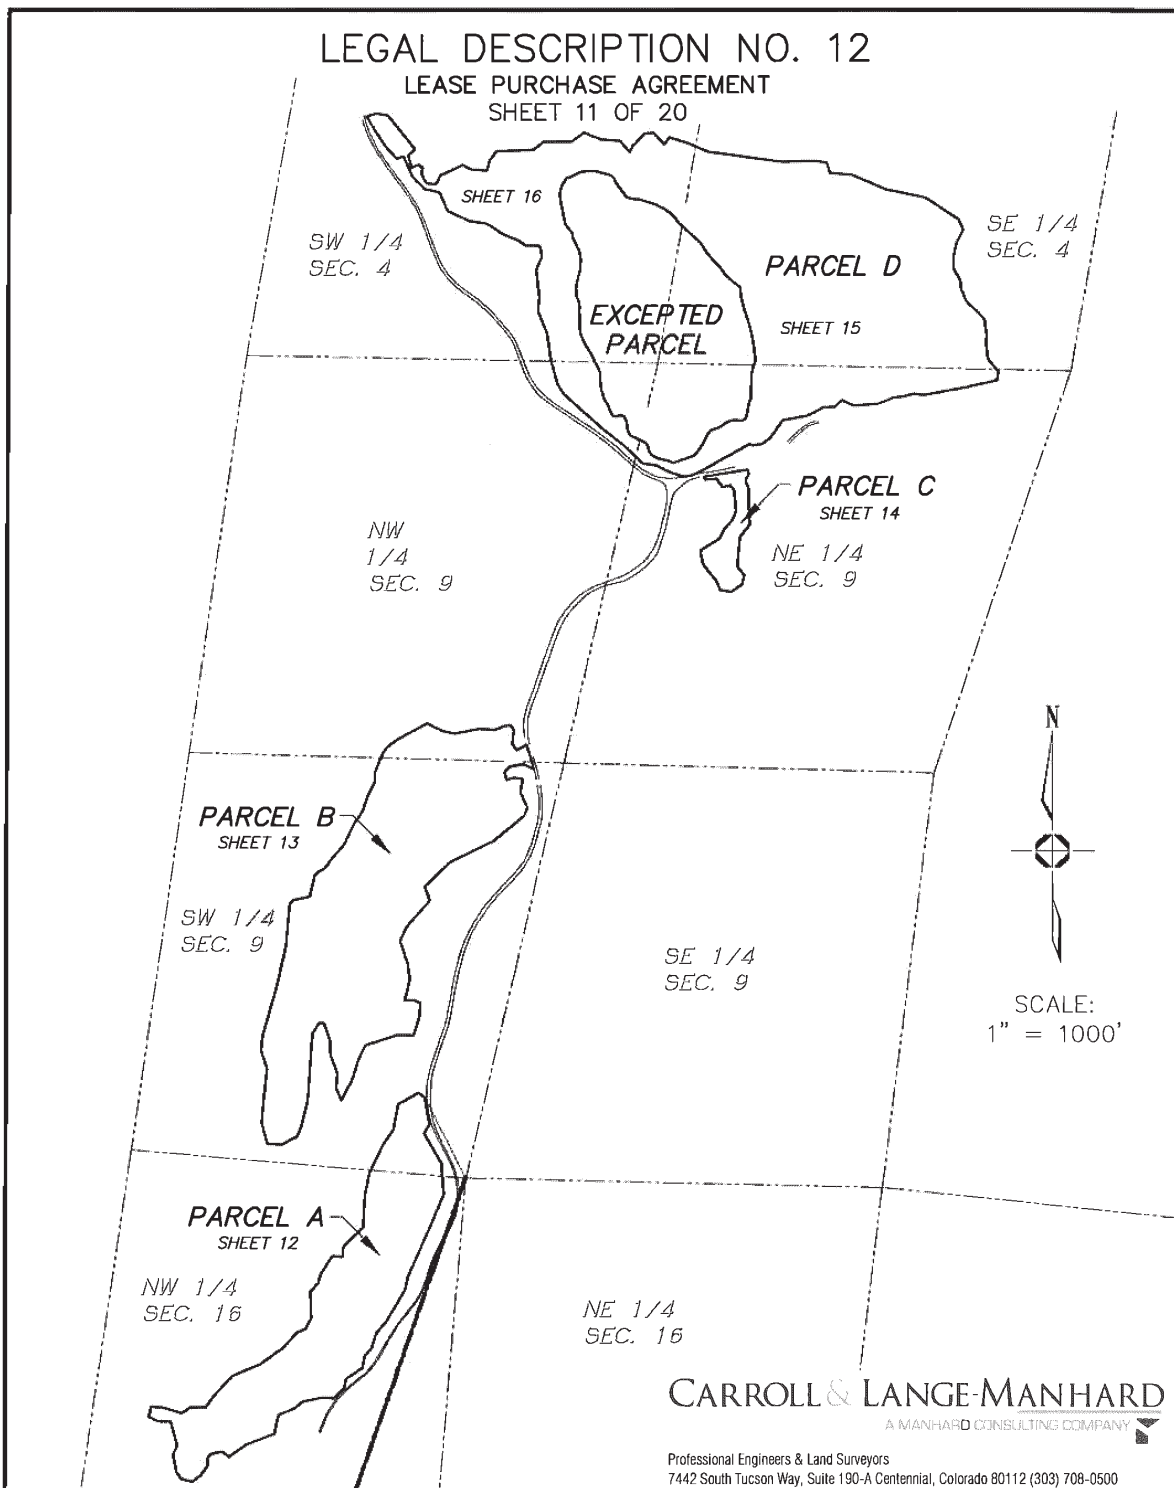 LEGAL DESCRIPTION NO. 12
LEASE PURCHASE AGREEMENT
SHEET 11 OF 20
SHEET 16
SW 1/4
SEC. 4
SE 1/4
SEC. 4
PARCEL D
EXCEPTED
PARCEL
SHEET 15
PARCEL C
SHEET 14
NW
1/4
SEC. 9
NE 1/4
SEC. 9
N
PARCEL B
SHEET 13
SW 1/4
SEC. 9
SE 1/4
SEC. 9
SCALE:
1" = 1000'
PARCEL A
SHEET 12
NW 1/4
SEC. 16
NE 1/4
SEC. 16
CARROLL & LANGE-MANHARD
A MANHARD CONSULTING COMPANY
Professional Engineers & Land Surveyors
7442 South Tucson Way, Suite 190-A Centennial, Colorado 80112 (303) 708-0500